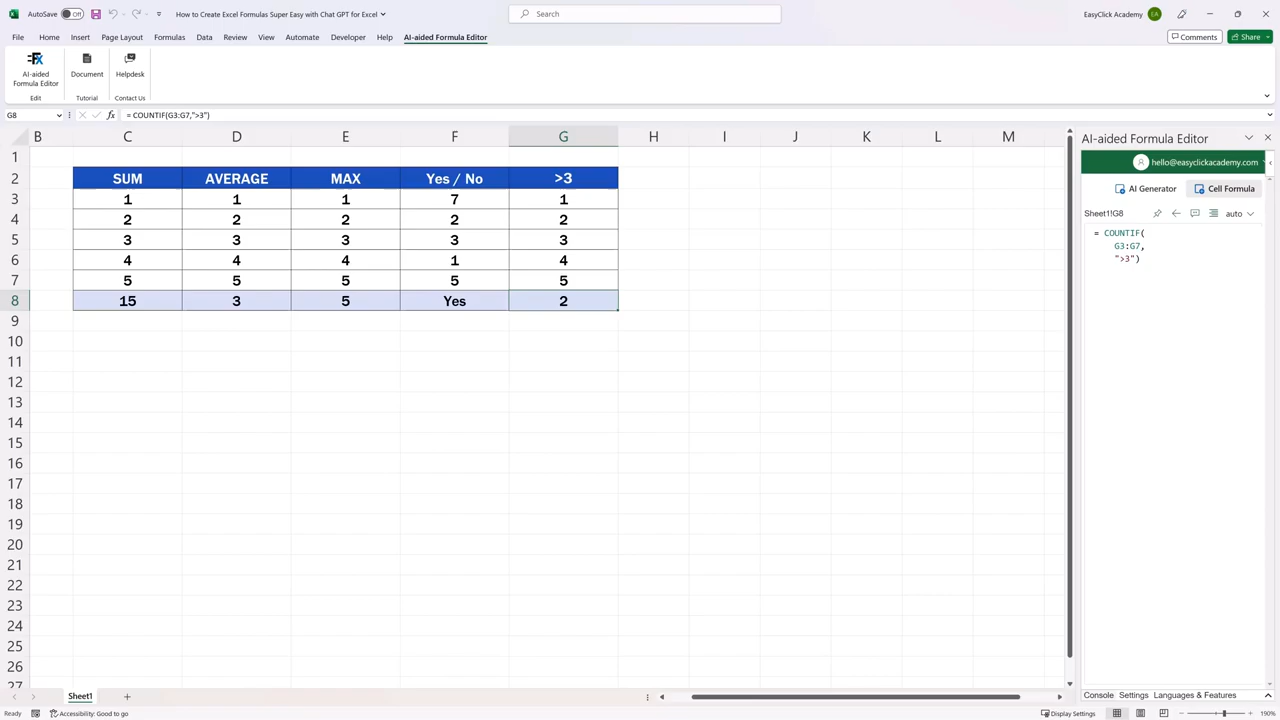 AutoSave Off How to Create Excel Formulas Super Easy with Chat GPT for Excel Search EasyClick Academy EA
File Home Insert Page Layout Formulas Data Review View Automate Developer Help AI-aided Formula Editor Comments Share
AI-aided Formula Editor Document Helpdesk
Edit Tutorial Contact Us
G8 fx = COUNTIF(G3:G7,">3")
B C D E F G H I J K L M
1
2 SUM AVERAGE MAX Yes / No >3
3 1 1 1 7 1
4 2 2 2 2 2
5 3 3 3 3 3
6 4 4 4 1 4
7 5 5 5 5 5
8 15 3 5 Yes 2
9
10
11
12
13
14
15
16
17
18
19
20
21
22
23
24
25
26
27
AI-aided Formula Editor
hello@easyclickacademy.com
AI Generator Cell Formula
Sheet1!G8 auto
= COUNTIF(
G3:G7,
">3")
Console Settings Languages & Features
Sheet1
Ready Accessibility: Good to go Display Settings 190%